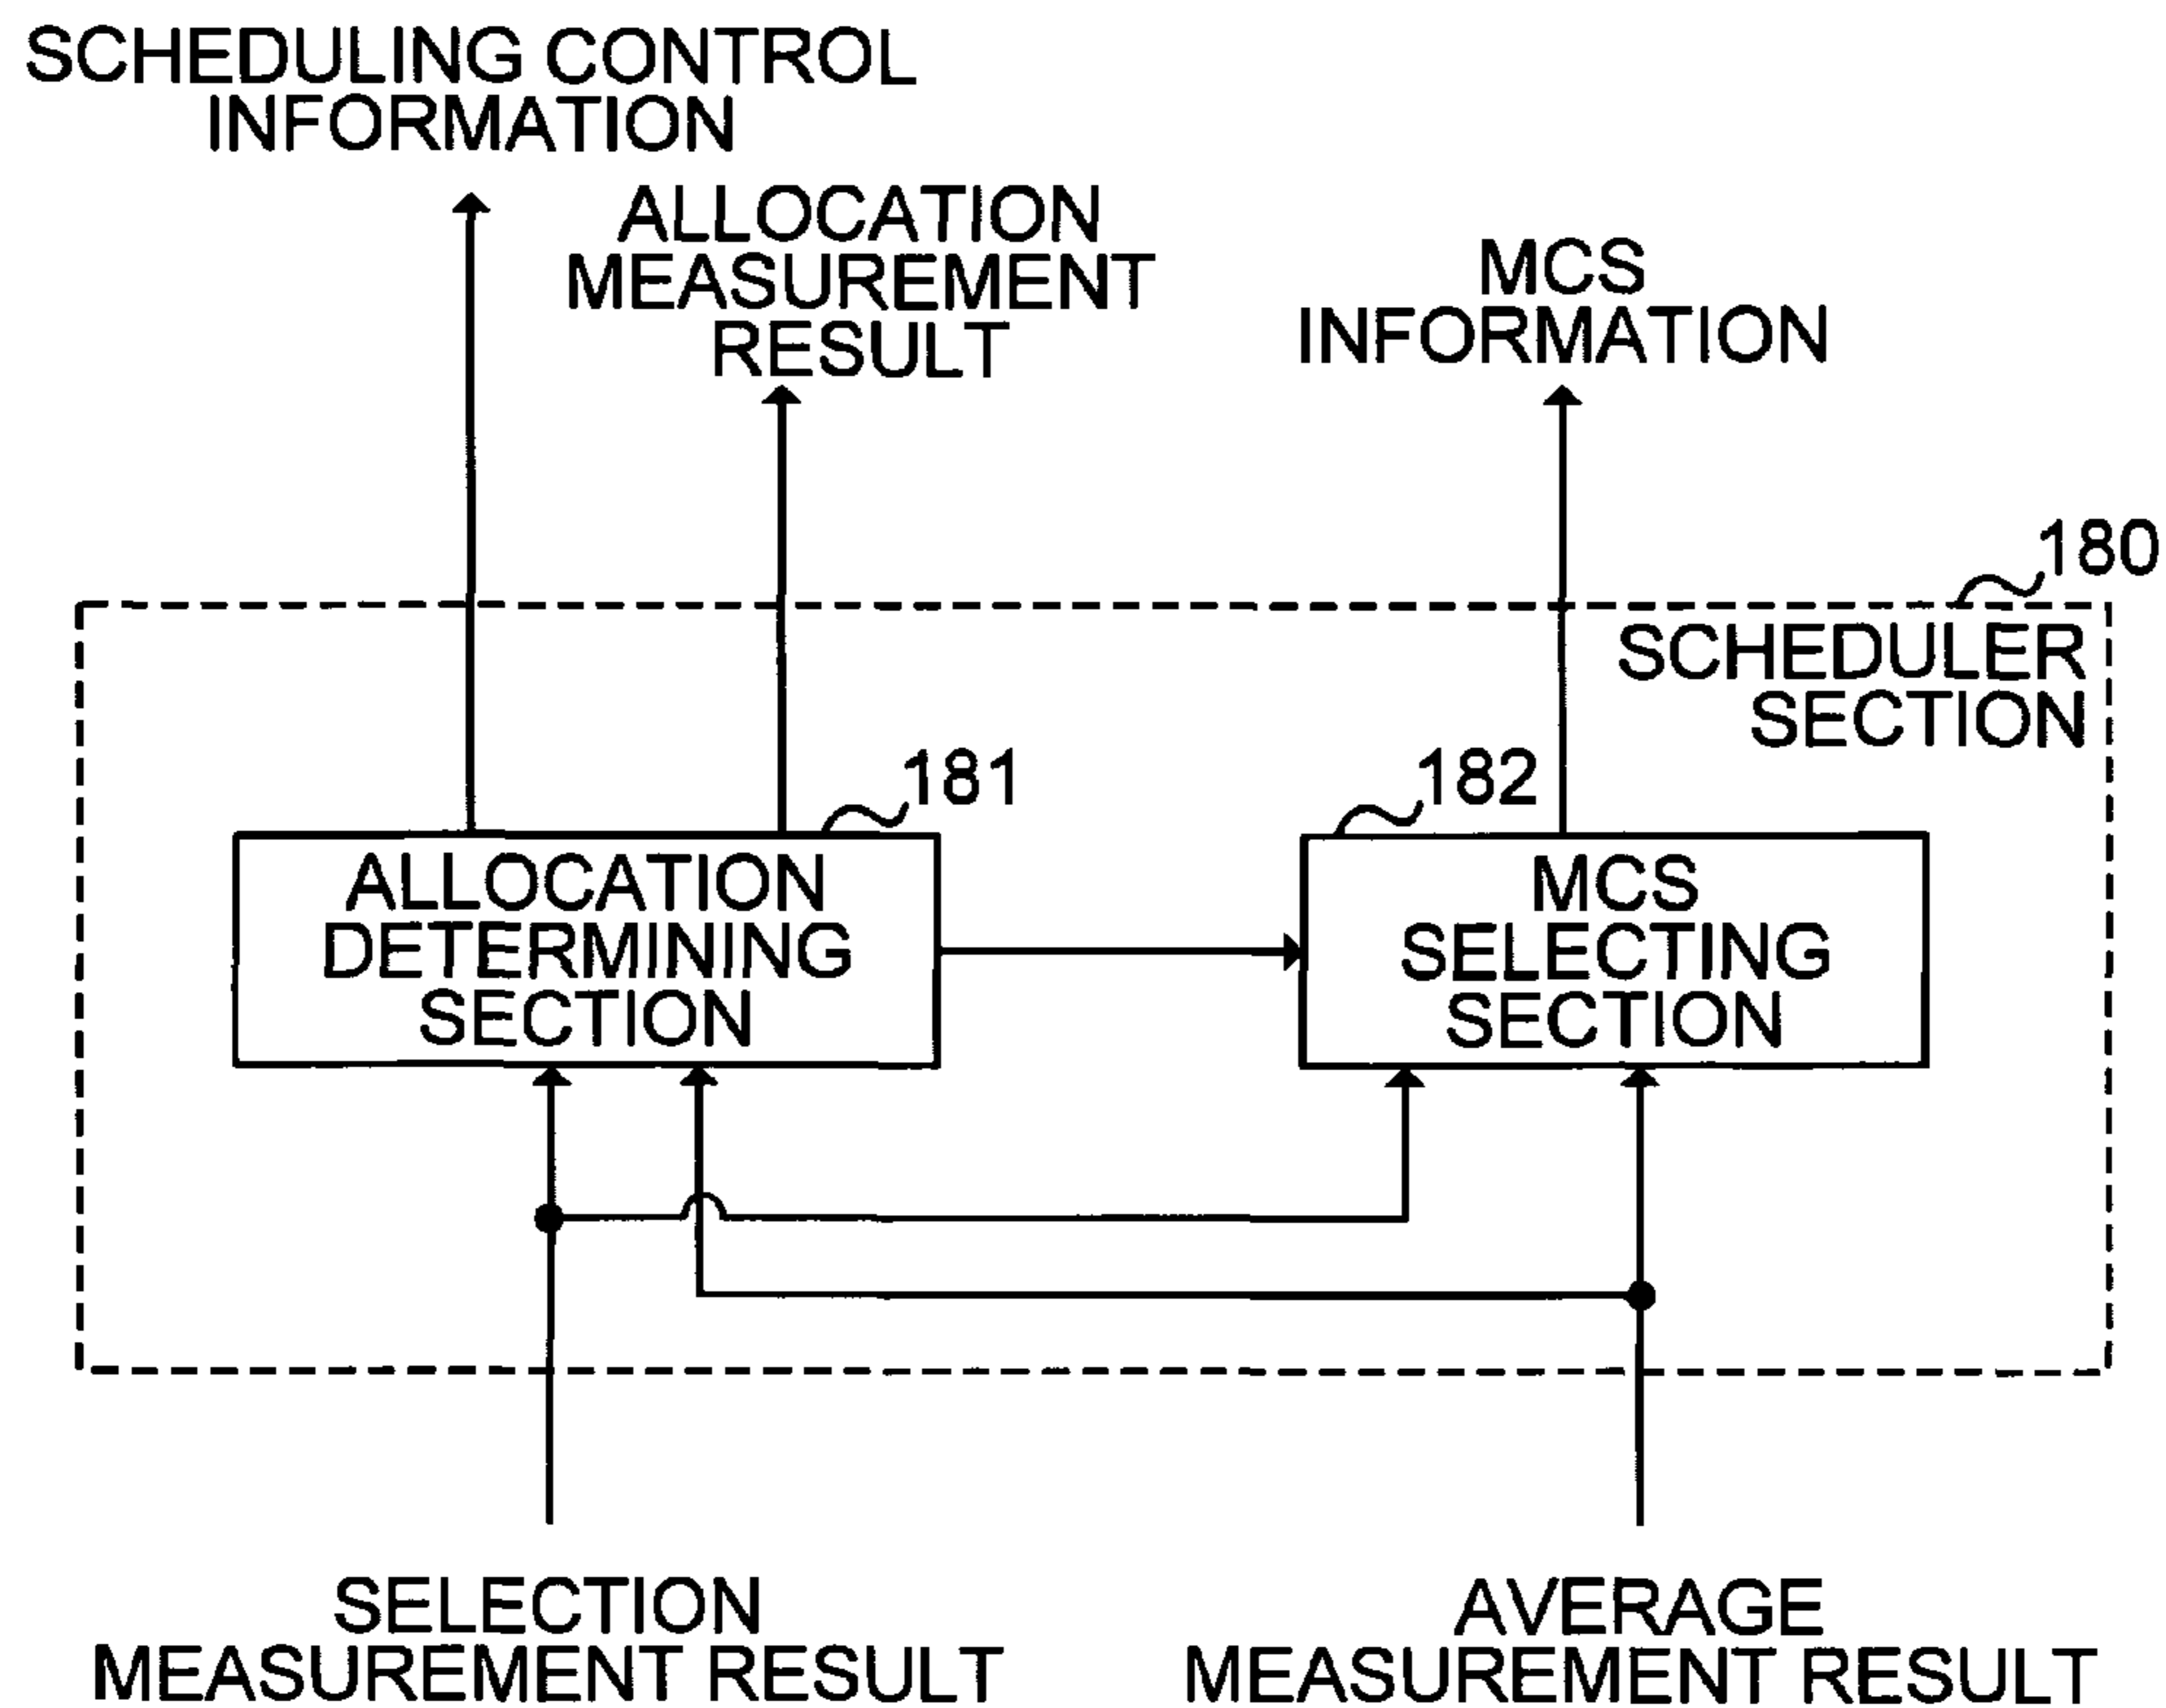 SCHEDULING CONTROL
INFORMATION
ALLOCATION
MEASUREMENT
RESULT
MCS
INFORMATION
180
SCHEDULER
SECTION
181
182
ALLOCATION
DETERMINING
SECTION
MCS
SELECTING
SECTION
SELECTION
MEASUREMENT RESULT
AVERAGE
MEASUREMENT RESULT